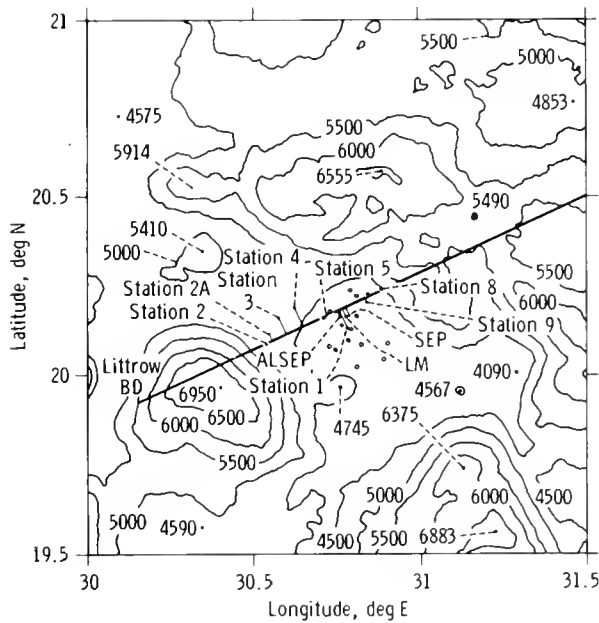 21
5500
5000
4853
4575
5914
5500
6000
6555
20.5
5490
5410
5000
Station 4
Station 5
Station 3
Station 8
5500
Station 2A
Station 2
6000
Station 9
SEP
ALSEP
LM
Littrow BD
Station 1
20
4090
6950
4567
6500
6375
6000
4745
5500
5000
6000
4500
5000
4590
4500
5500
6883
19.5
30
30.5
31
31.5
Latitude, deg N
Longitude, deg E